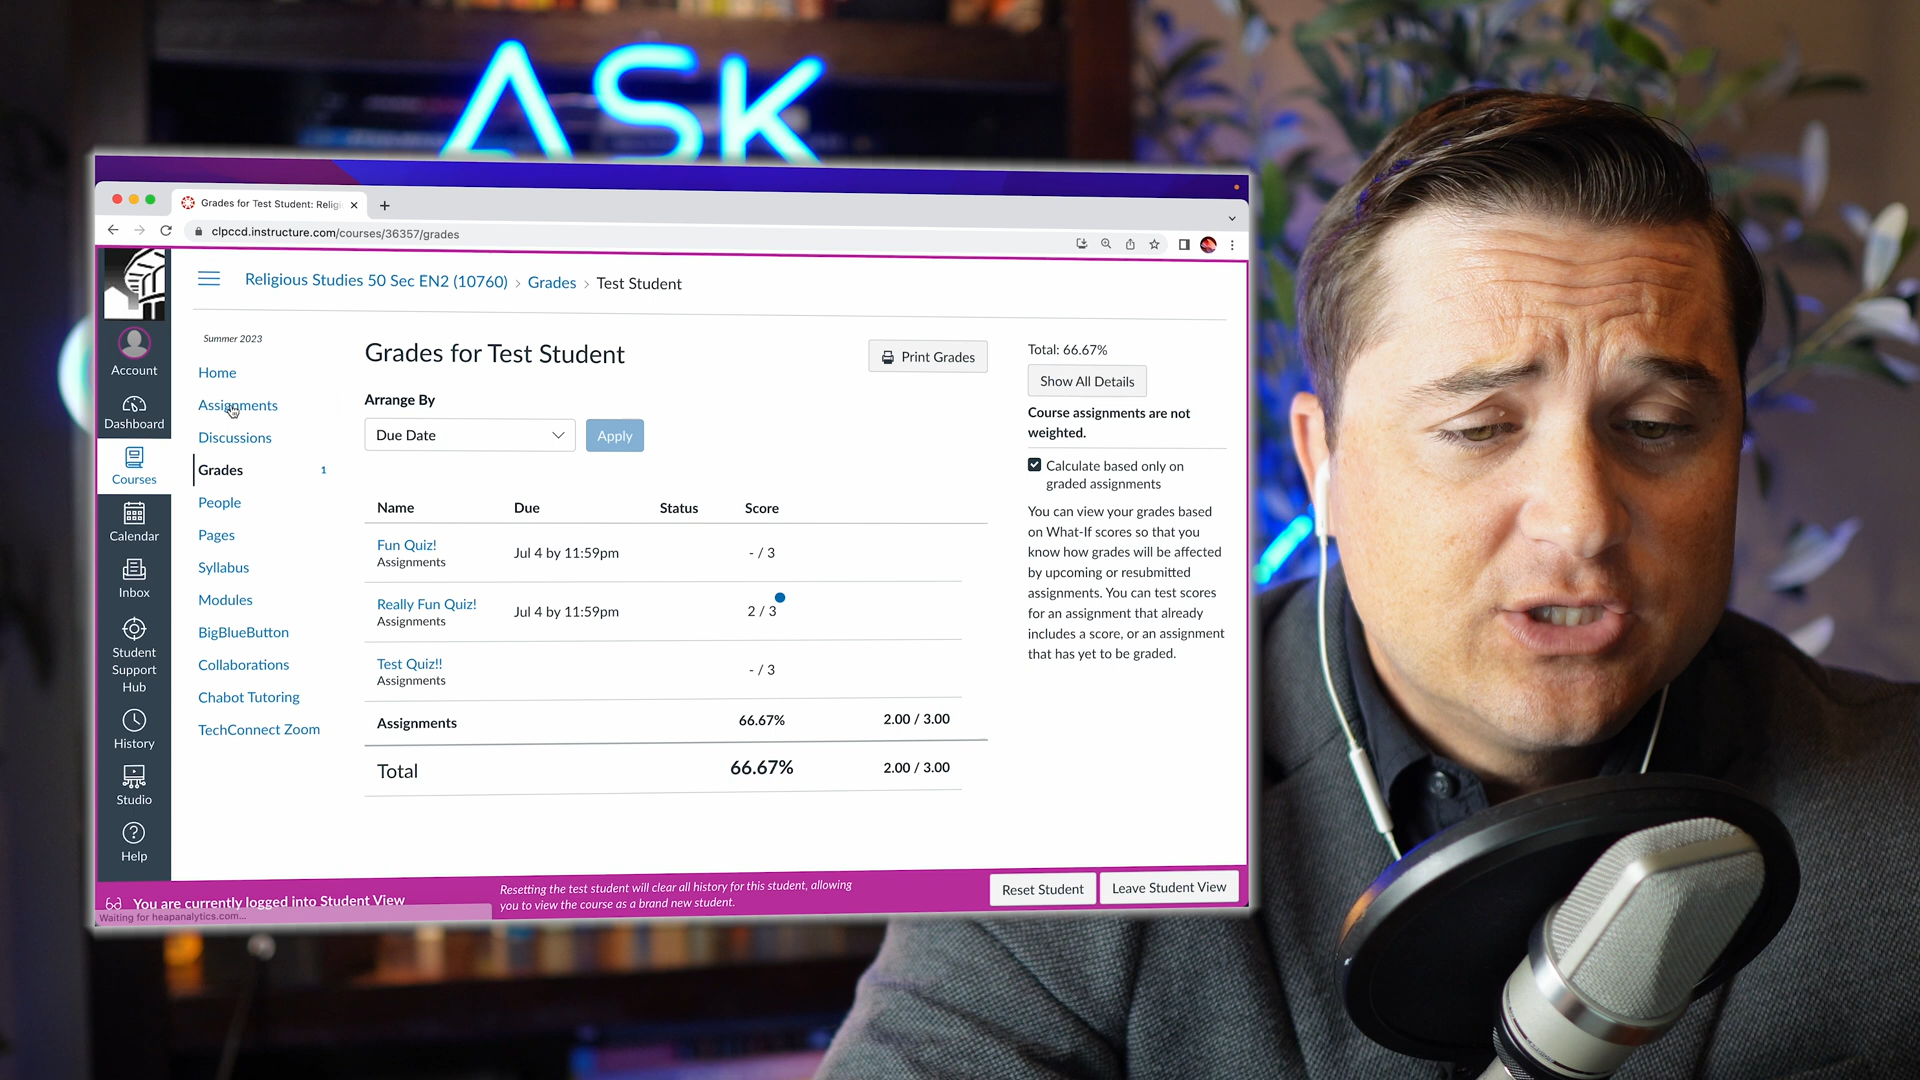 ASK
Grades for Test Student: Relig
clpccd.instructure.com/courses/36357/grades
Religious Studies 50 Sec EN2 (10760) › Grades › Test Student
Account
Dashboard
Courses
Calendar
Inbox
Student
Support
Hub
History
Studio
Help
Summer 2023
Home
Assignments
Discussions
Grades 1
People
Pages
Syllabus
Modules
BigBlueButton
Collaborations
Chabot Tutoring
TechConnect Zoom
Grades for Test Student
Print Grades
Arrange By
Due Date
Apply
Name Due Status Score
Fun Quiz! Jul 4 by 11:59pm - / 3
Assignments
Really Fun Quiz! Jul 4 by 11:59pm 2 / 3
Assignments
Test Quiz!! - / 3
Assignments
Assignments 66.67% 2.00 / 3.00
Total 66.67% 2.00 / 3.00
Total: 66.67%
Show All Details
Course assignments are not
weighted.
Calculate based only on
graded assignments
You can view your grades based
on What-If scores so that you
know how grades will be affected
by upcoming or resubmitted
assignments. You can test scores
for an assignment that already
includes a score, or an assignment
that has yet to be graded.
You are currently logged into Student View
Waiting for heapanalytics.com...
Resetting the test student will clear all history for this student, allowing
you to view the course as a brand new student.
Reset Student
Leave Student View